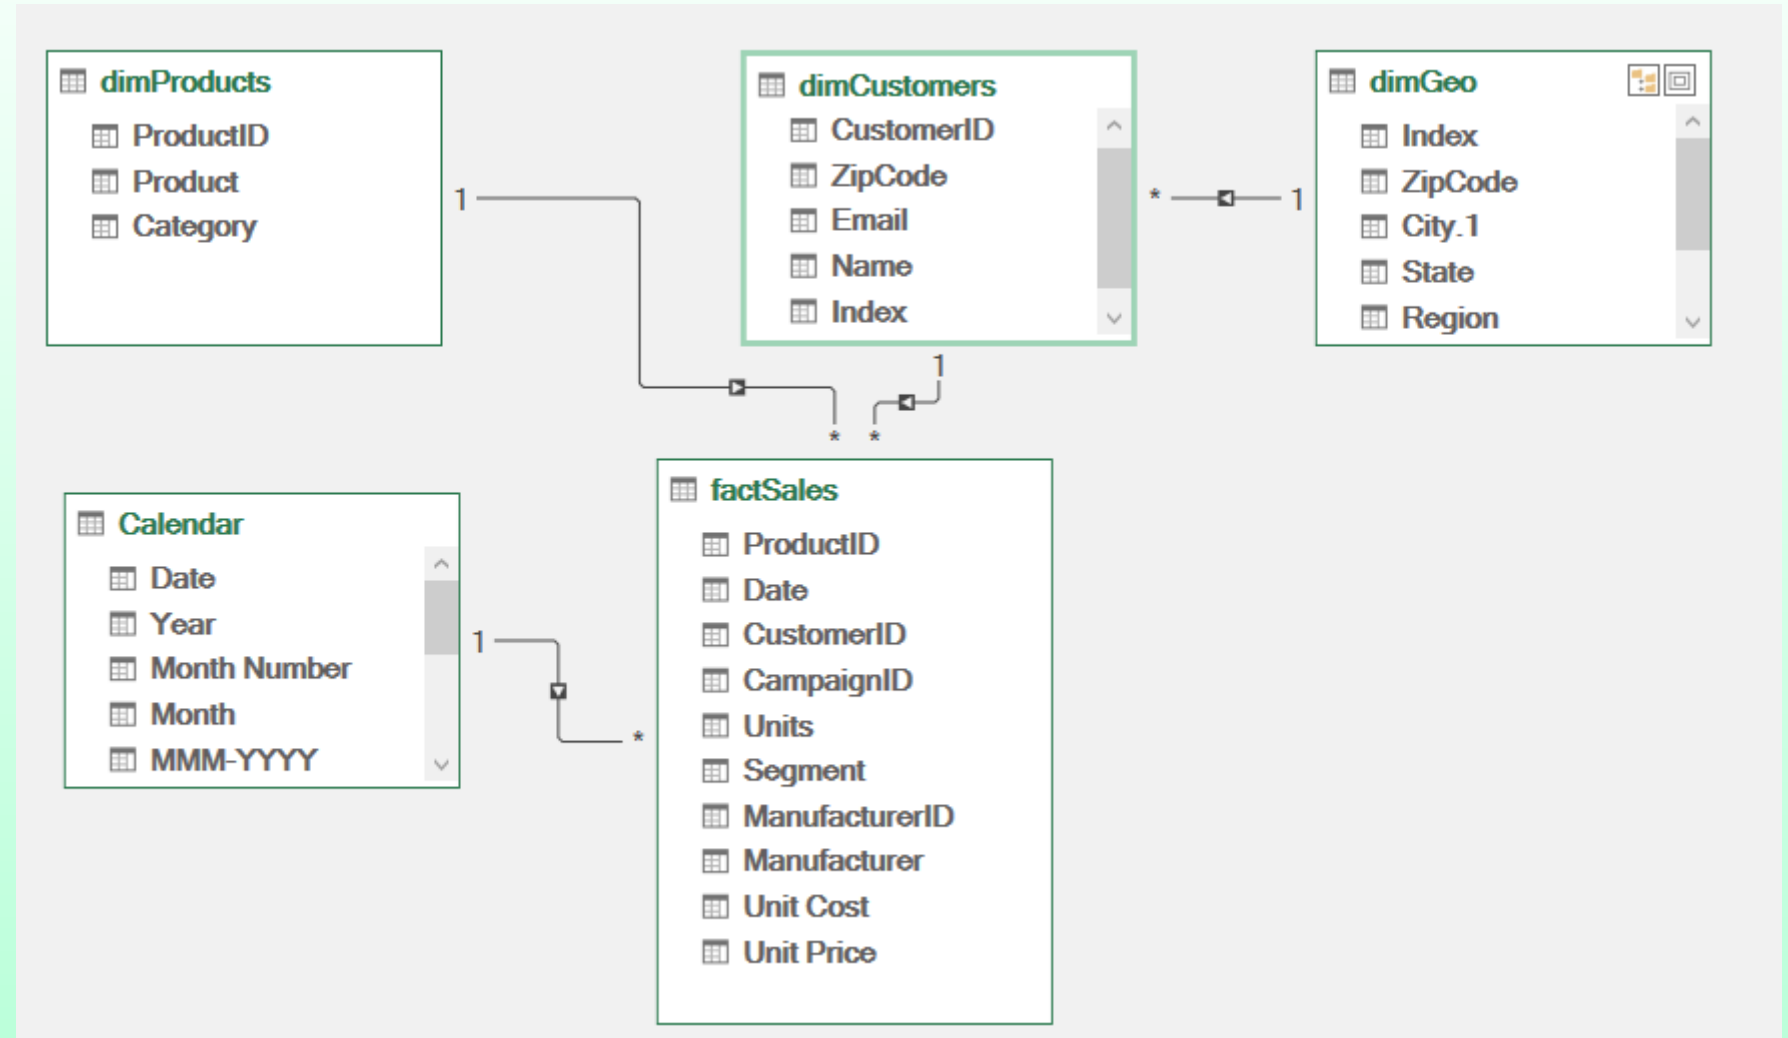 dimProducts
ProductID
Product
Category
1
dimCustomers
CustomerID
ZipCode
Email
Name
Index
*
1
dimGeo
Index
ZipCode
City.1
State
Region
1
*
*
Calendar
Date
Year
Month Number
Month
MMM-YYYY
1
*
factSales
ProductID
Date
CustomerID
CampaignID
Units
Segment
ManufacturerID
Manufacturer
Unit Cost
Unit Price